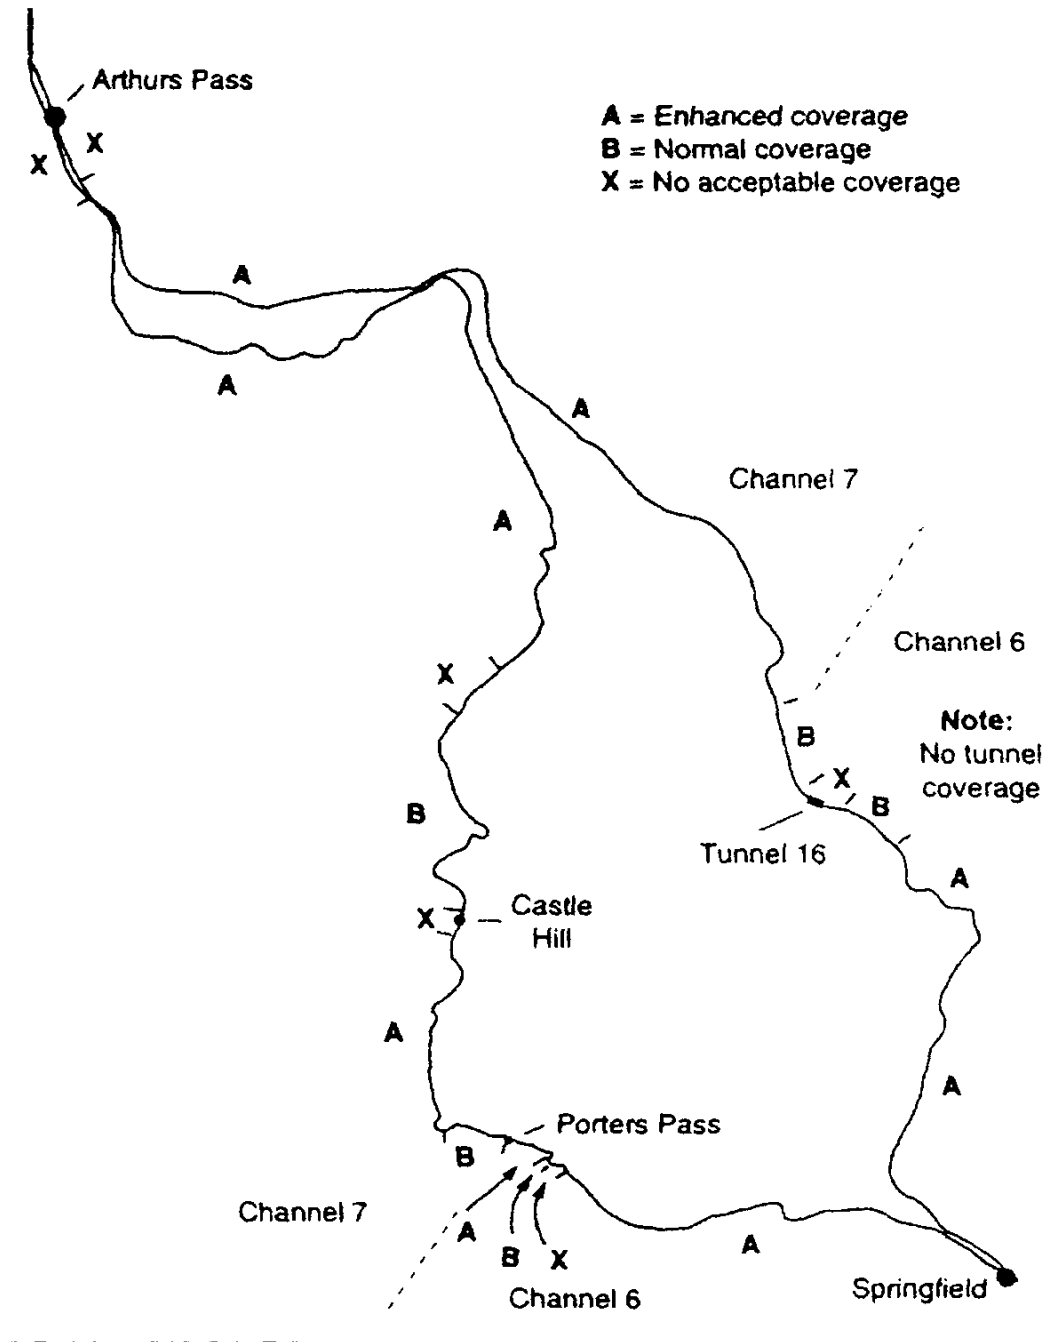 Arthurs Pass
A = Enhanced coverage
B = Normal coverage
X = No acceptable coverage
X
X
A
A
A
Channel 7
A
Channel 6
X
Note:
No tunnel
coverage
B
X
B
B
Tunnel 16
A
X
Castle
Hill
A
A
Porters Pass
B
Channel 7
A
B
X
A
Channel 6
Springfield